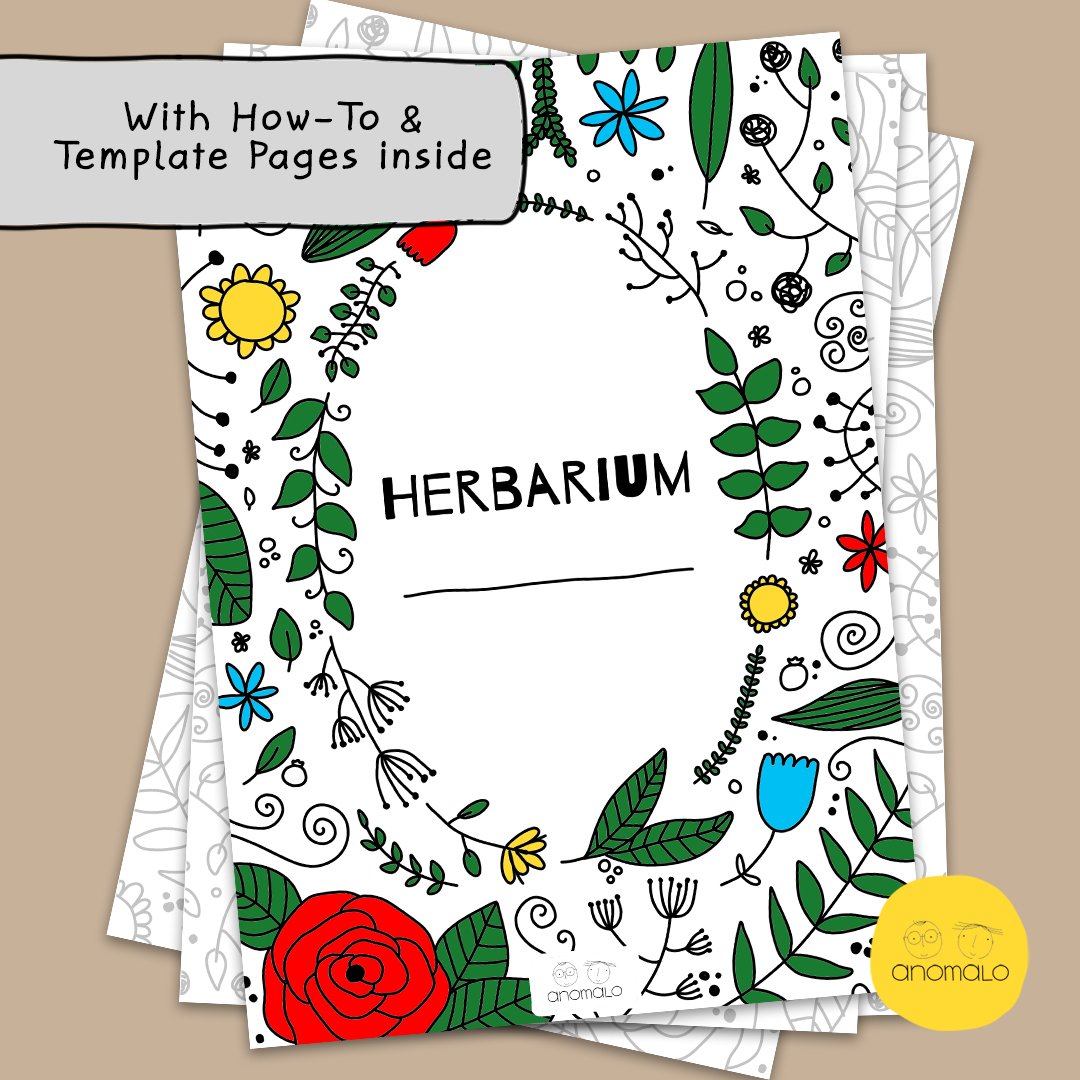 With How-To &
Template Pages inside
HERBARIUM
anomaLo
anomaLo